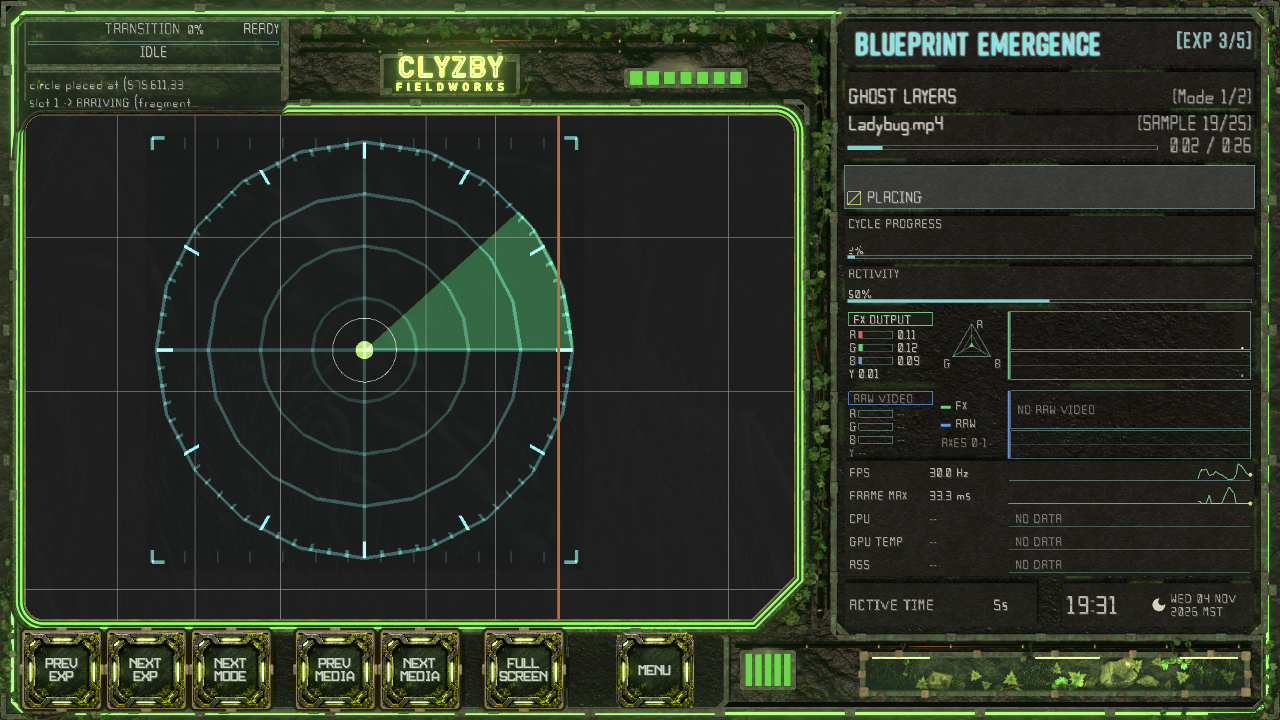 TRANSITION 0% READY
IDLE
circle placed at (575.611.33
slot 1 -> ARRIVING (fragment
CLYZBY
FIELDWORKS
BLUEPRINT EMERGENCE [EXP 3/5]
GHOST LAYERS [Mode 1/2]
Ladybug.mp4 [SAMPLE 19/25]
0:02 / 0:26
PLACING
CYCLE PROGRESS
ACTIVITY
50%
FX OUTPUT
R 0.11
G 0.12
B 0.09
Y 0.01
R
G B
RAW VIDEO
R --
G --
B --
Y --
FX
RAW
AXES 0-1
NO RAW VIDEO
FPS 30.0 Hz
FRAME MAX 33.3 mS
CPU -- NO DATA
GPU TEMP -- NO DATA
RSS -- NO DATA
ACTIVE TIME 5s
19:31
WED 04 NOV
2026 MST
PREV EXP
NEXT EXP
NEXT MODE
PREV MEDIA
NEXT MEDIA
FULL SCREEN
MENU